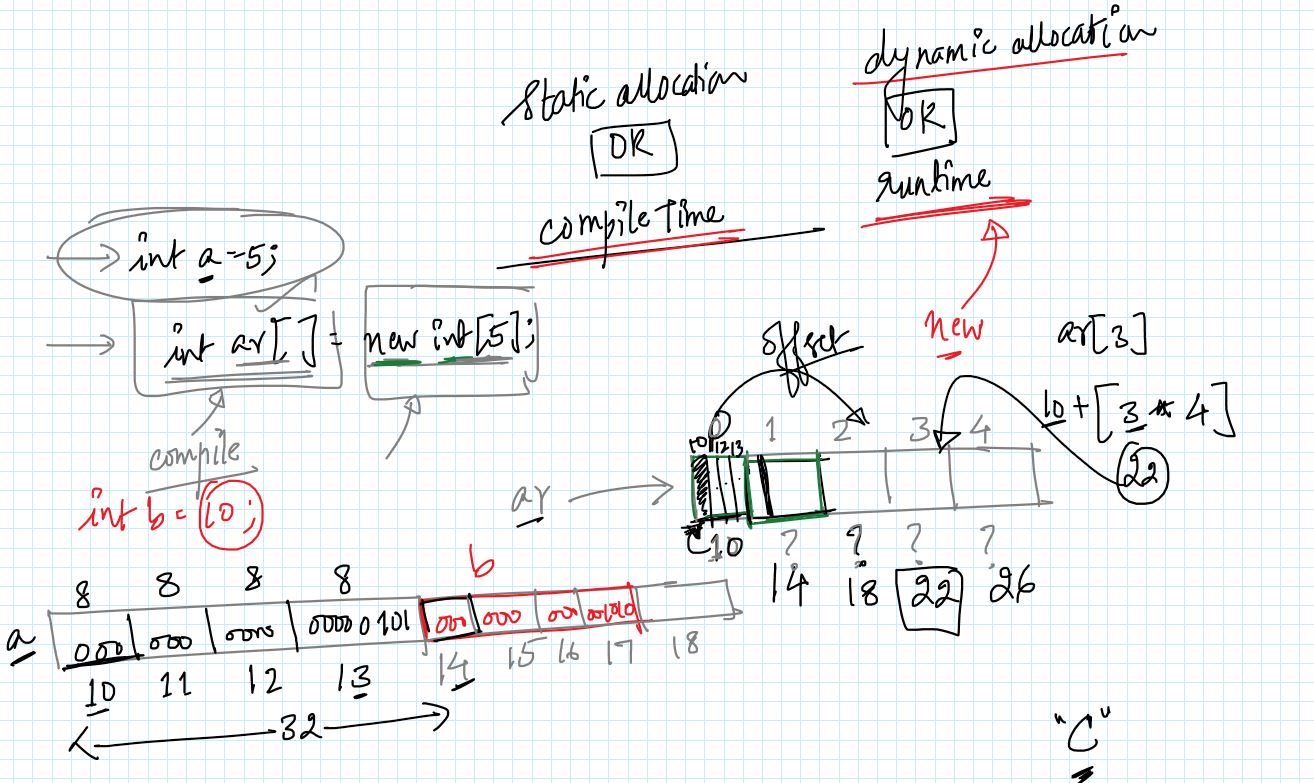 dynamic allocation
OR
runtime
static allocation
OR
compile Time
int a = 5;
int ar[ ] = new int[5];
compile
int b = 10;
offset
new
ar[3]
10 + [3 * 4]
22
0 1 2 3 4
10 11 12 13
ar
10 ? ? ? ?
14 18 22 26
b
8 8 8 8
a
000 000 0000 0000 0101 000 000 000 001010
10 11 12 13 14 15 16 17 18
32
"C"